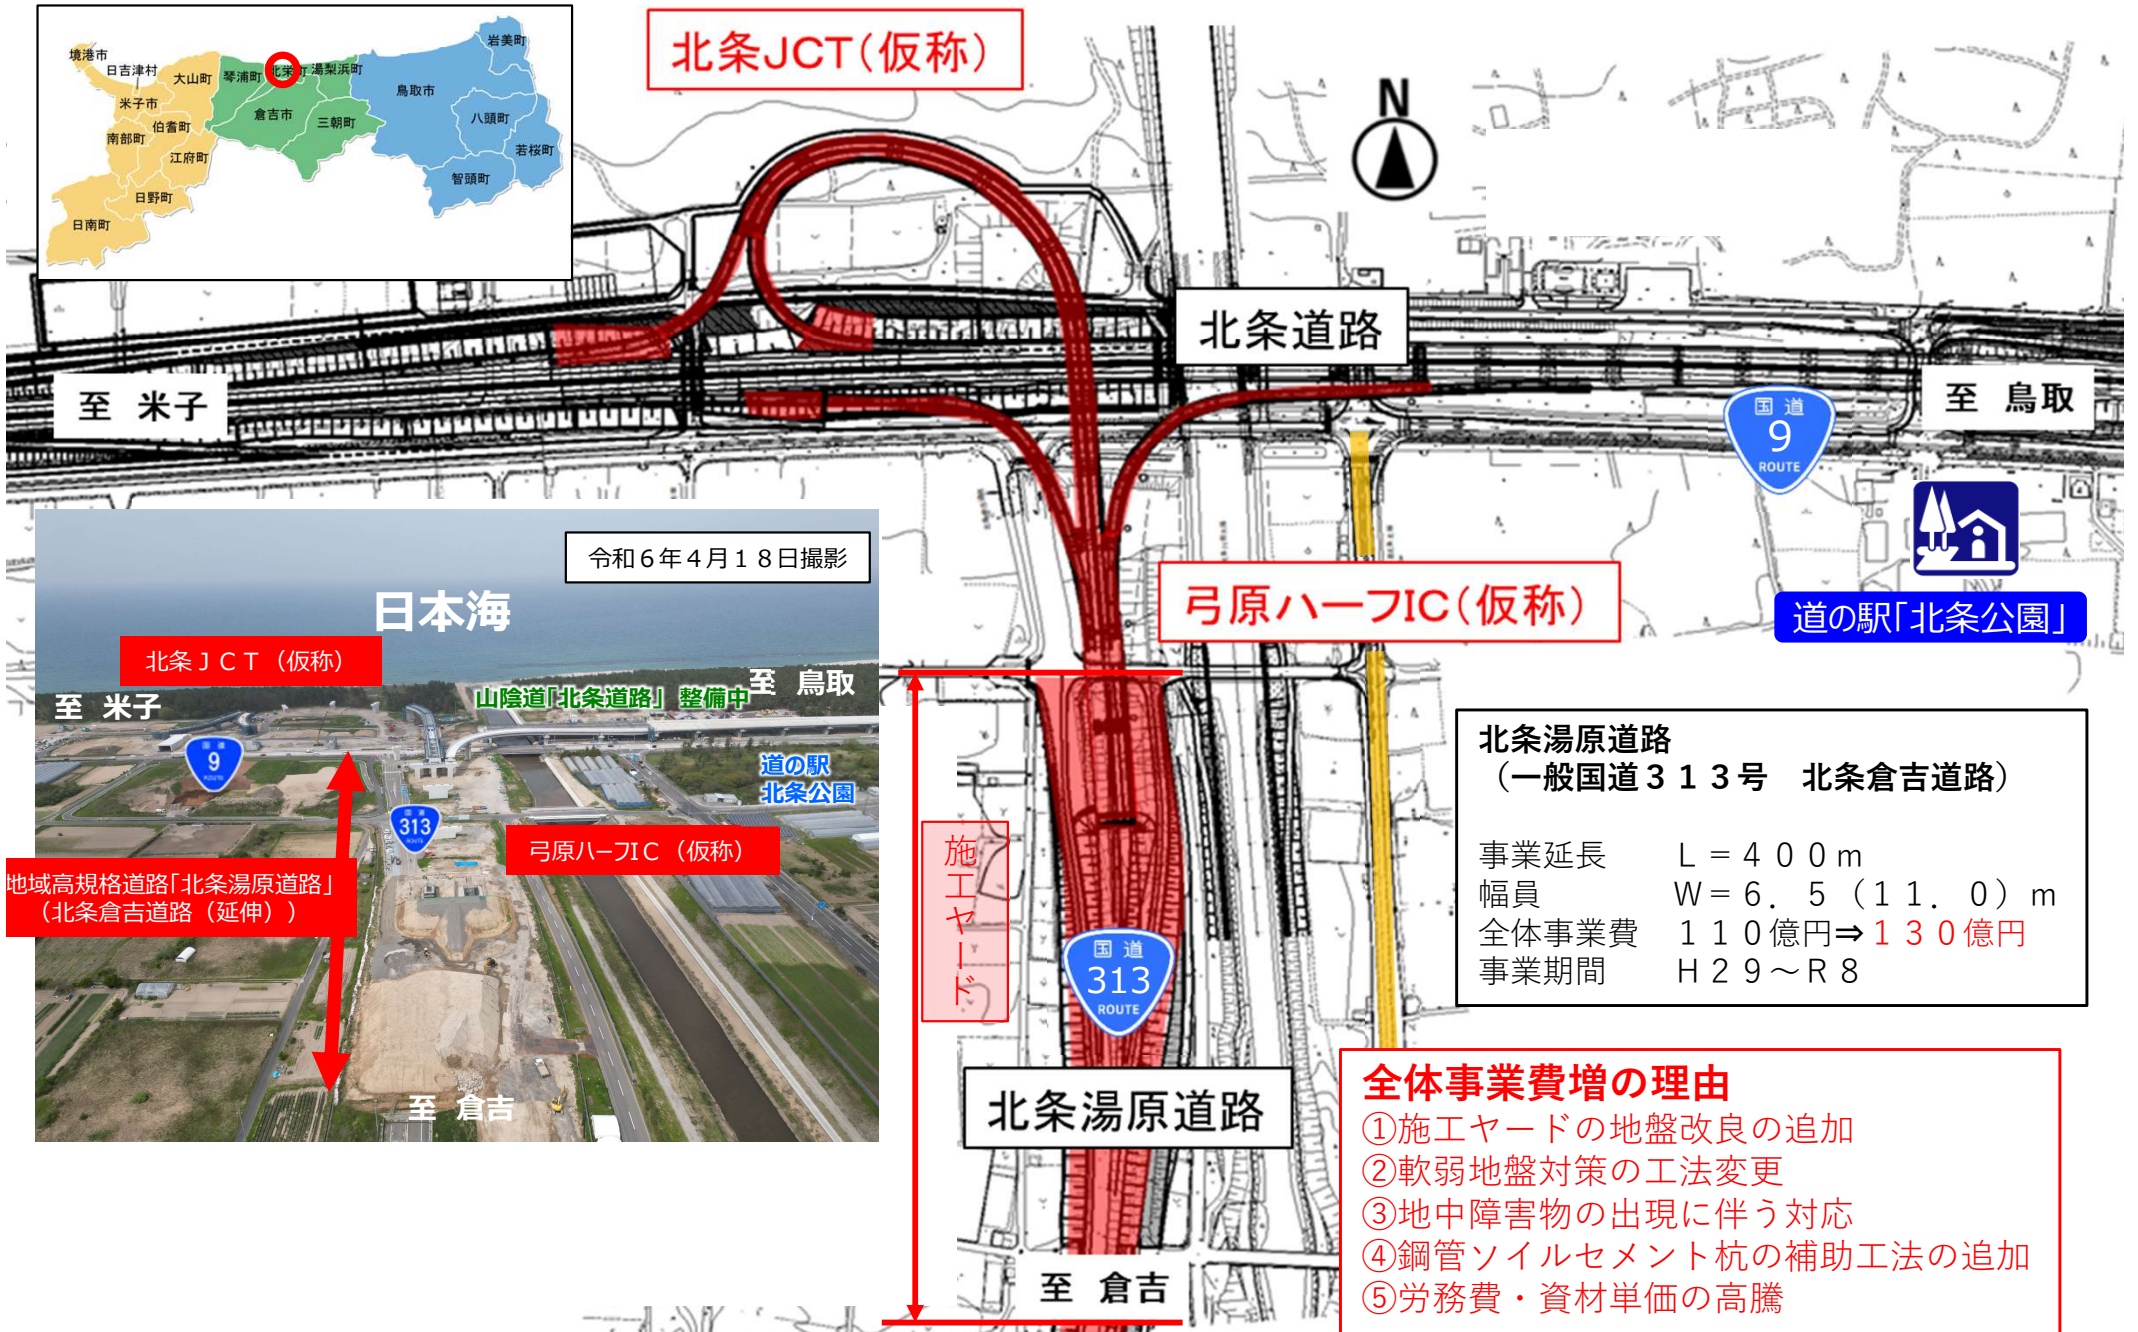 北条JCT(仮称)
境港市
日吉津村
大山町
琴浦町
北栄町
湯梨浜町
岩美町
米子市
鳥取市
倉吉市
三朝町
八頭町
伯耆町
南部町
江府町
若桜町
智頭町
日野町
日南町
N
北条道路
至 米子
至 鳥取
国道
9
ROUTE
道の駅「北条公園」
弓原ハーフIC(仮称)
令和6年4月18日撮影
日本海
北条JCT(仮称)
至 米子
山陰道「北条道路」 整備中
至 鳥取
国道
9
ROUTE
道の駅
北条公園
国道
313
ROUTE
弓原ハーフIC(仮称)
地域高規格道路「北条湯原道路」
(北条倉吉道路(延伸))
至 倉吉
施工ヤード
国道
313
ROUTE
北条湯原道路
至 倉吉
北条湯原道路
(一般国道313号 北条倉吉道路)
事業延長 L=400m
幅員 W=6.5(11.0)m
全体事業費 110億円⇒130億円
事業期間 H29~R8
全体事業費増の理由
①施工ヤードの地盤改良の追加
②軟弱地盤対策の工法変更
③地中障害物の出現に伴う対応
④鋼管ソイルセメント杭の補助工法の追加
⑤労務費・資材単価の高騰